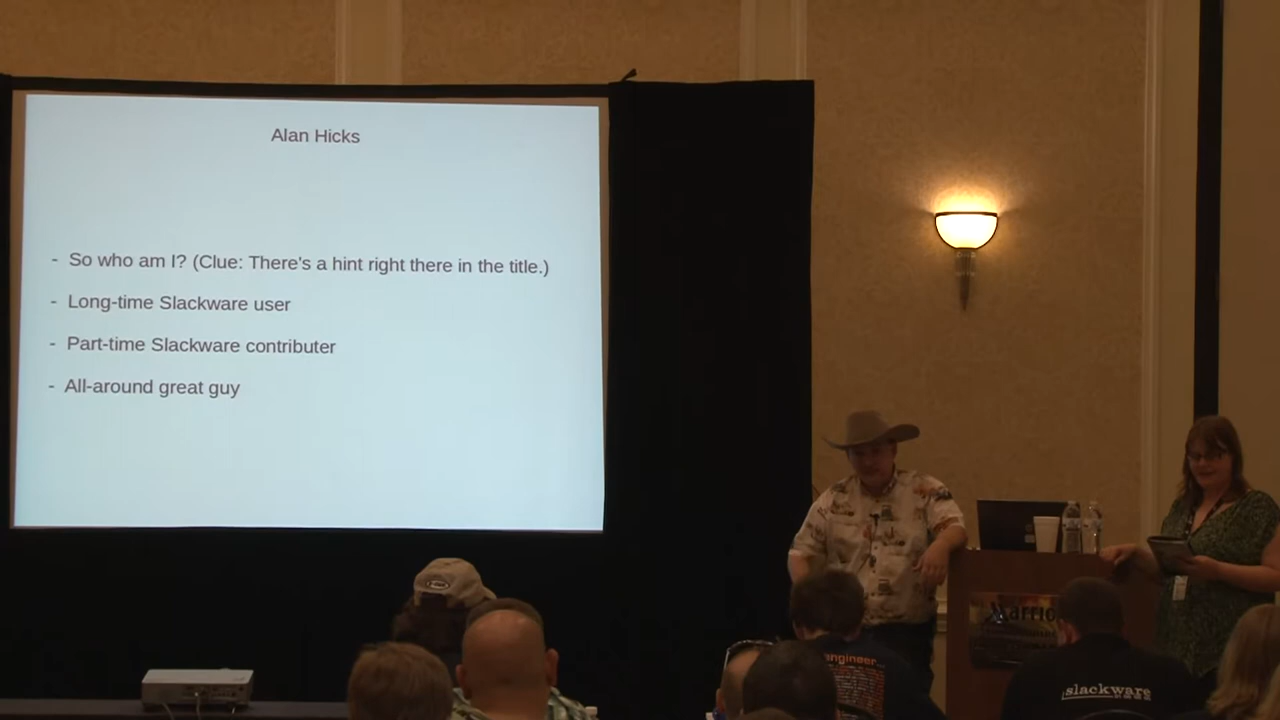 Alan Hicks
- So who am I? (Clue: There's a hint right there in the title.)
- Long-time Slackware user
- Part-time Slackware contributer
- All-around great guy
engineer...
slackware